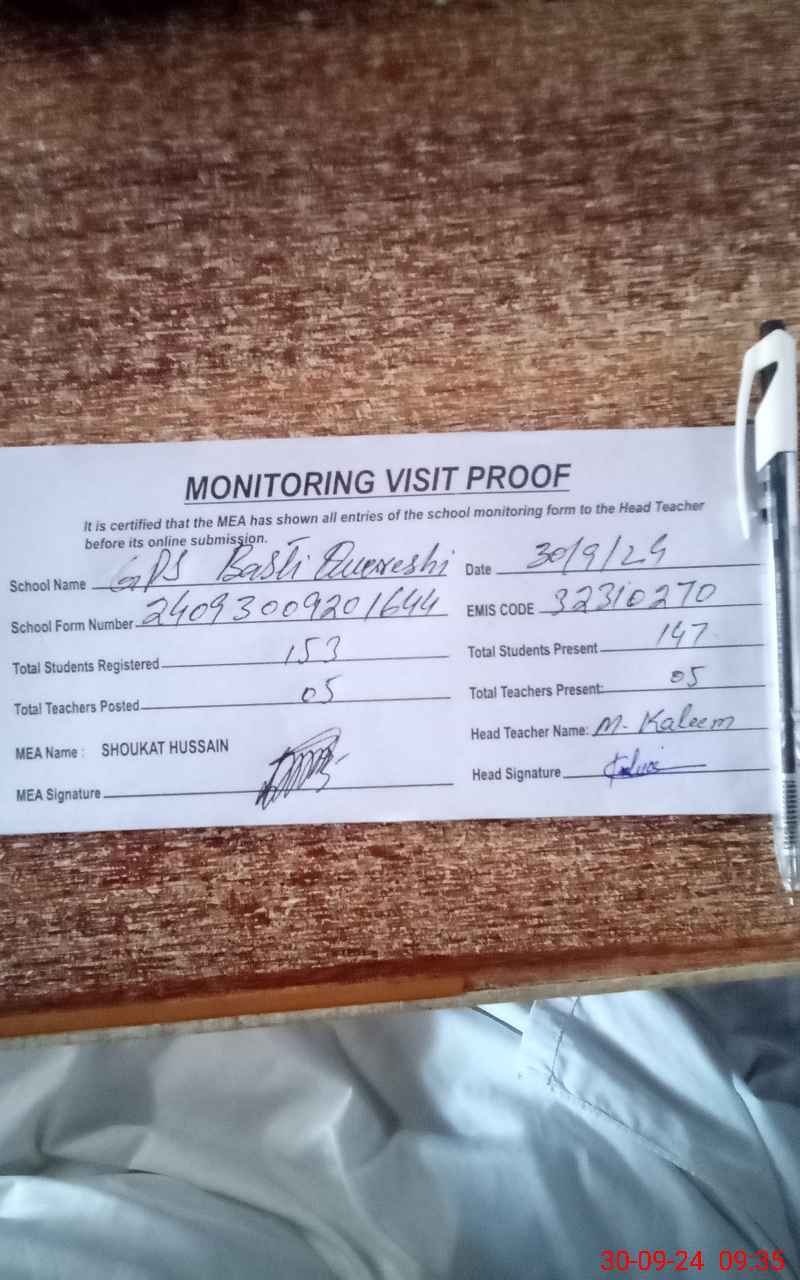 MONITORING VISIT PROOF
It is certified that the MEA has shown all entries of the school monitoring form to the Head Teacher
before its online submission.
School Name GPS Basti Quereshi Date 30/9/24
School Form Number 24093009201644 EMIS CODE 32310270
Total Students Registered 153 Total Students Present 147
Total Teachers Posted 05 Total Teachers Present: 05
MEA Name : SHOUKAT HUSSAIN Head Teacher Name: M. Kaleem
MEA Signature Head Signature
30-09-24 09:35